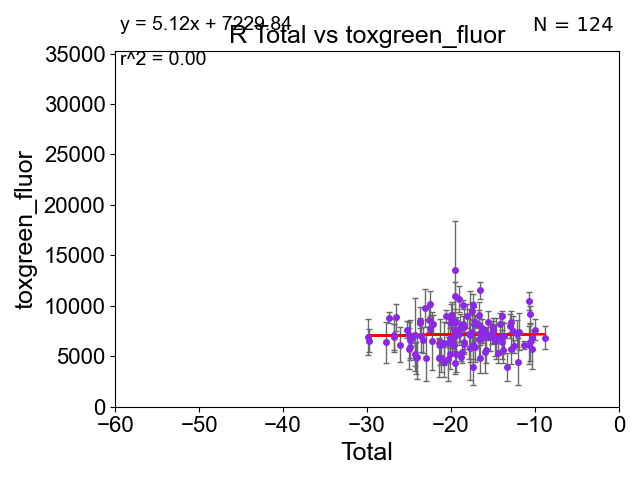 y = 5.12x + 7229.84
R Total vs toxgreen_fluor
N = 124
r^2 = 0.00
35000
30000
25000
20000
15000
10000
5000
0
toxgreen_fluor
−60
−50
−40
−30
−20
−10
0
Total